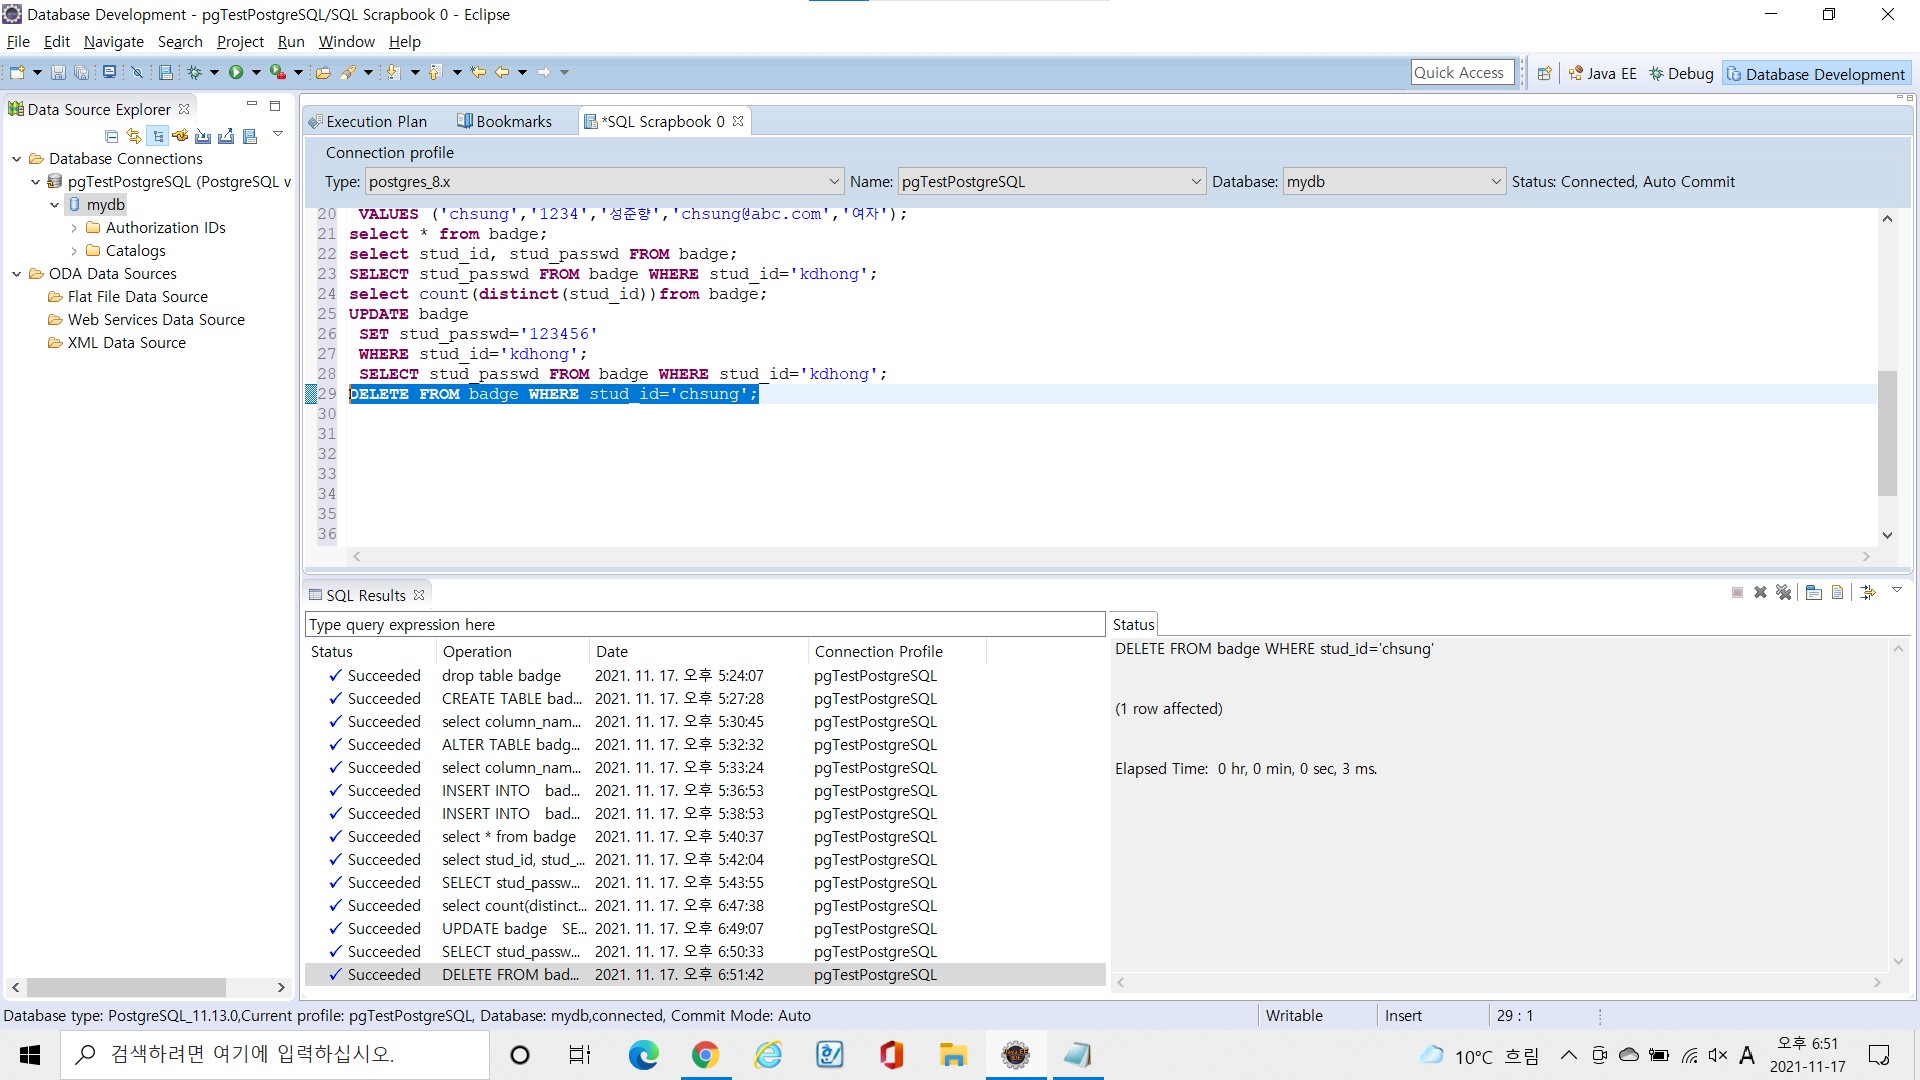 Database Development - pgTestPostgreSQL/SQL Scrapbook 0 - Eclipse
File Edit Navigate Search Project Run Window Help
Quick Access Java EE Debug Database Development
Data Source Explorer
Database Connections
pgTestPostgreSQL (PostgreSQL v
mydb
Authorization IDs
Catalogs
ODA Data Sources
Flat File Data Source
Web Services Data Source
XML Data Source
Execution Plan Bookmarks *SQL Scrapbook 0
Connection profile
Type: postgres_8.x Name: pgTestPostgreSQL Database: mydb Status: Connected, Auto Commit
20 VALUES ('chsung','1234','성춘향','chsung@abc.com','여자');
21 select * from badge;
22 select stud_id, stud_passwd FROM badge;
23 SELECT stud_passwd FROM badge WHERE stud_id='kdhong';
24 select count(distinct(stud_id))from badge;
25 UPDATE badge
26 SET stud_passwd='123456'
27 WHERE stud_id='kdhong';
28 SELECT stud_passwd FROM badge WHERE stud_id='kdhong';
29 DELETE FROM badge WHERE stud_id='chsung';
30
31
32
33
34
35
36
SQL Results
Type query expression here
Status Operation Date Connection Profile
Succeeded drop table badge 2021. 11. 17. 오후 5:24:07 pgTestPostgreSQL
Succeeded CREATE TABLE bad... 2021. 11. 17. 오후 5:27:28 pgTestPostgreSQL
Succeeded select column_nam... 2021. 11. 17. 오후 5:30:45 pgTestPostgreSQL
Succeeded ALTER TABLE badg... 2021. 11. 17. 오후 5:32:32 pgTestPostgreSQL
Succeeded select column_nam... 2021. 11. 17. 오후 5:33:24 pgTestPostgreSQL
Succeeded INSERT INTO bad... 2021. 11. 17. 오후 5:36:53 pgTestPostgreSQL
Succeeded INSERT INTO bad... 2021. 11. 17. 오후 5:38:53 pgTestPostgreSQL
Succeeded select * from badge 2021. 11. 17. 오후 5:40:37 pgTestPostgreSQL
Succeeded select stud_id, stud_... 2021. 11. 17. 오후 5:42:04 pgTestPostgreSQL
Succeeded SELECT stud_passw... 2021. 11. 17. 오후 5:43:55 pgTestPostgreSQL
Succeeded select count(distinct... 2021. 11. 17. 오후 6:47:38 pgTestPostgreSQL
Succeeded UPDATE badge SE... 2021. 11. 17. 오후 6:49:07 pgTestPostgreSQL
Succeeded SELECT stud_passw... 2021. 11. 17. 오후 6:50:33 pgTestPostgreSQL
Succeeded DELETE FROM bad... 2021. 11. 17. 오후 6:51:42 pgTestPostgreSQL
Status
DELETE FROM badge WHERE stud_id='chsung'
(1 row affected)
Elapsed Time: 0 hr, 0 min, 0 sec, 3 ms.
Database type: PostgreSQL_11.13.0,Current profile: pgTestPostgreSQL, Database: mydb,connected, Commit Mode: Auto
Writable Insert 29 : 1
검색하려면 여기에 입력하십시오.
10°C 흐림 A 오후 6:51
2021-11-17